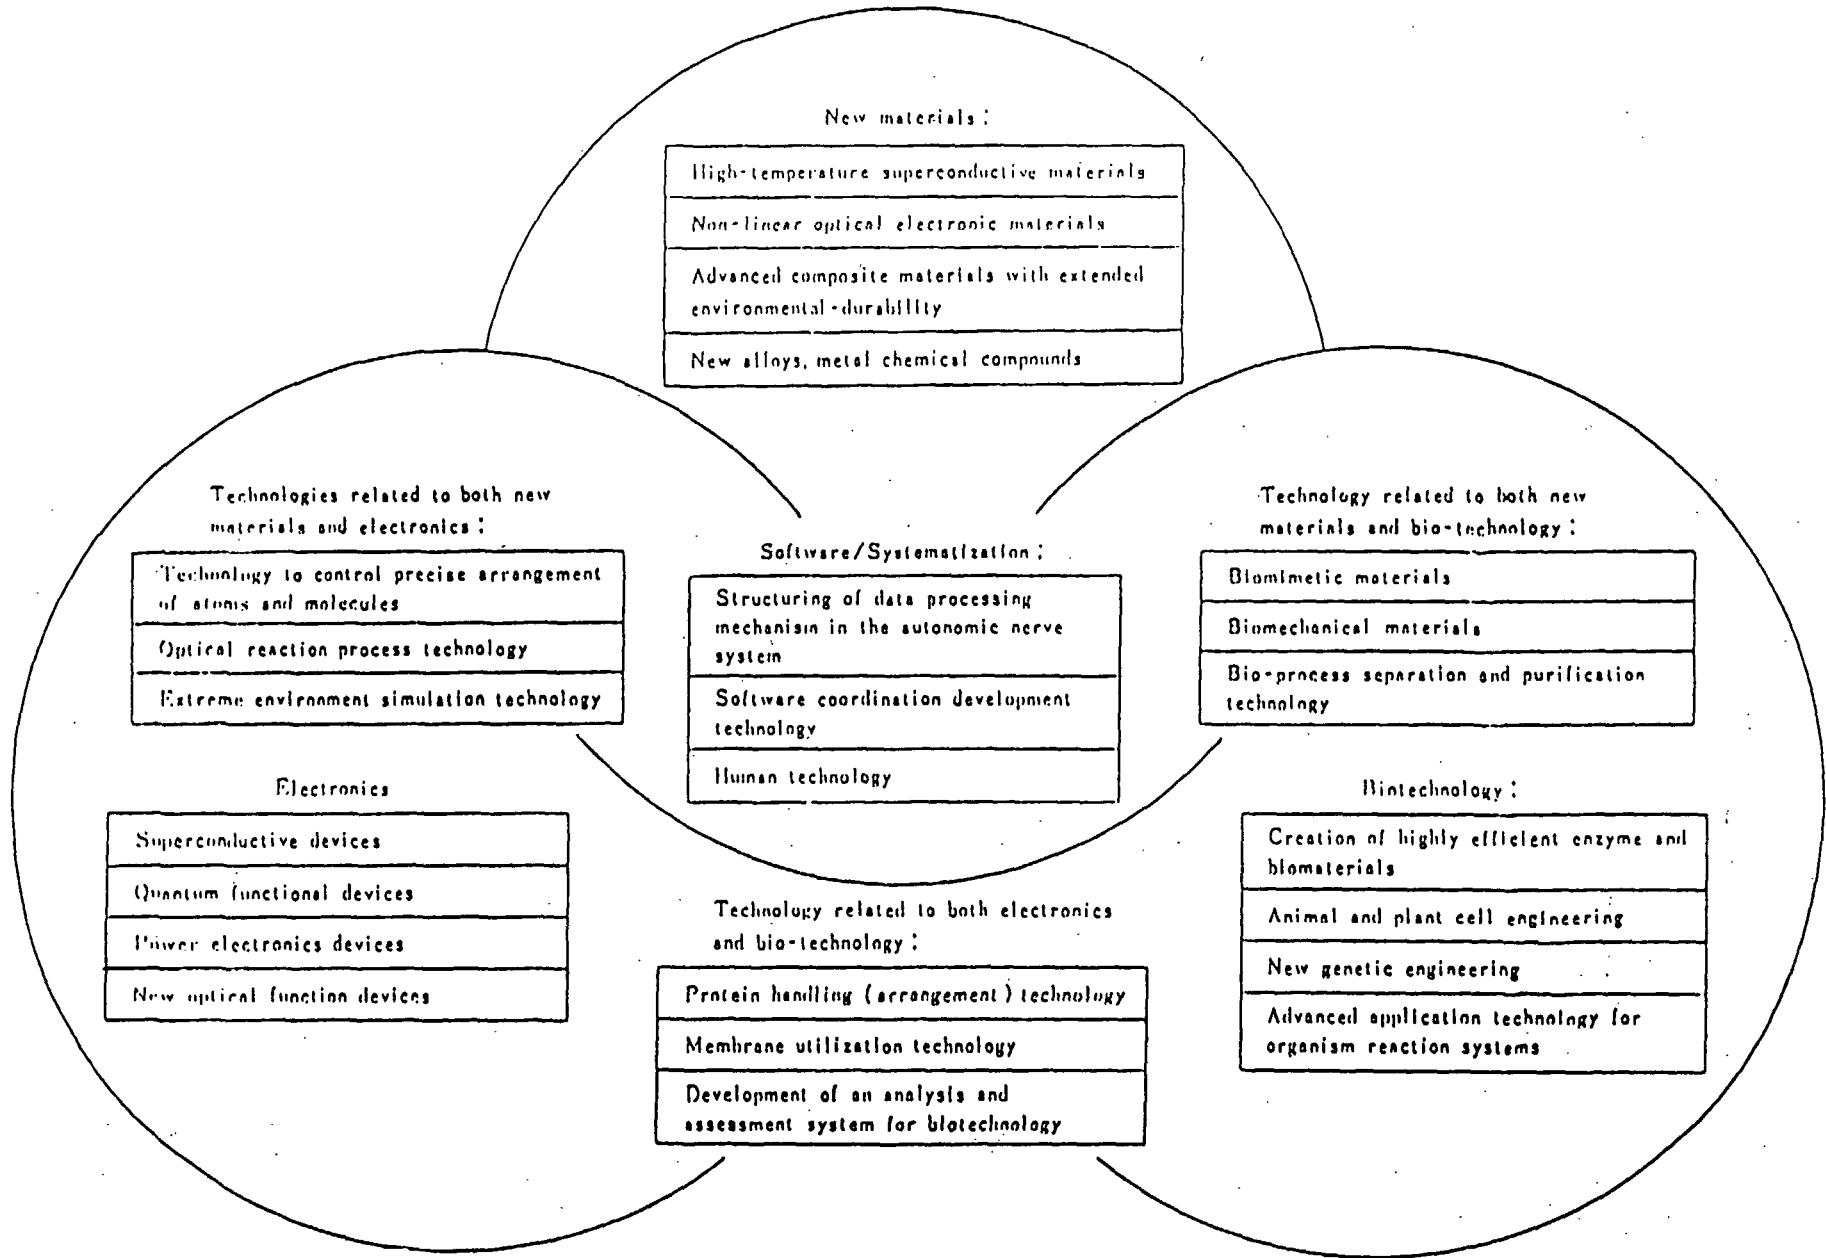 New materials:
High-temperature superconductive materials
Non-linear optical electronic materials
Advanced composite materials with extended
environmental-durability
New alloys, metal chemical compounds
Technologies related to both new
materials and electronics:
Technology to control precise arrangement
of atoms and molecules
Optical reaction process technology
Extreme environment simulation technology
Software/Systematization:
Structuring of data processing
mechanism in the autonomic nerve
system
Software coordination development
technology
Human technology
Technology related to both new
materials and bio-technology:
Biomimetic materials
Biomechanical materials
Bio-process separation and purification
technology
Electronics
Superconductive devices
Quantum functional devices
Power electronics devices
New optical function devices
Technology related to both electronics
and bio-technology:
Protein handling (arrangement) technology
Membrane utilization technology
Development of an analysis and
assessment system for biotechnology
Biotechnology:
Creation of highly efficient enzyme and
biomaterials
Animal and plant cell engineering
New genetic engineering
Advanced application technology for
organism reaction systems